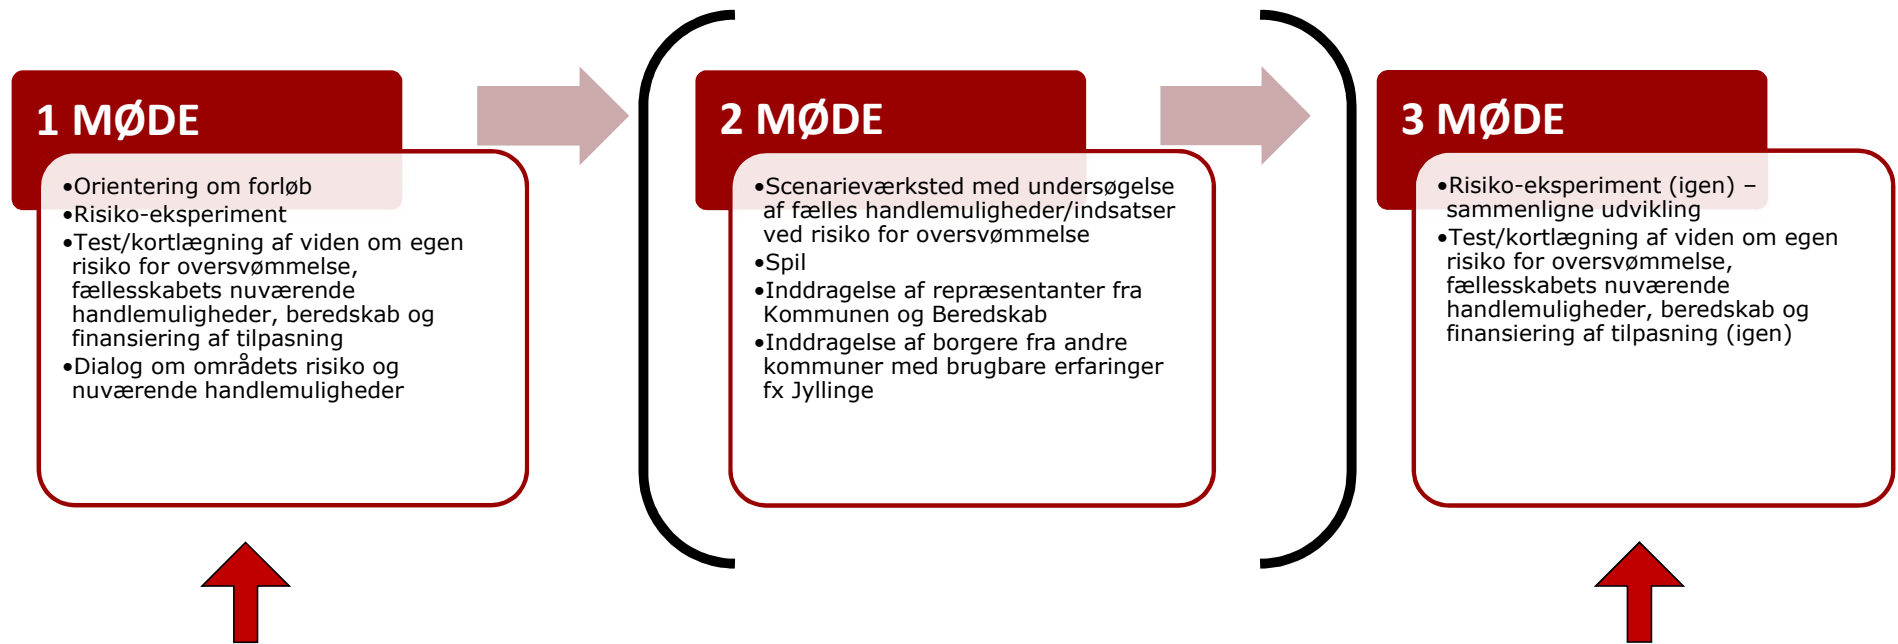 1 MØDE
•Orientering om forløb
•Risiko-eksperiment
•Test/kortlægning af viden om egen
risiko for oversvømmelse,
fællesskabets nuværende
handlemuligheder, beredskab og
finansiering af tilpasning
•Dialog om områdets risiko og
nuværende handlemuligheder
2 MØDE
•Scenarieværksted med undersøgelse
af fælles handlemuligheder/indsatser
ved risiko for oversvømmelse
•Spil
•Inddragelse af repræsentanter fra
Kommunen og Beredskab
•Inddragelse af borgere fra andre
kommuner med brugbare erfaringer
fx Jyllinge
3 MØDE
•Risiko-eksperiment (igen) –
sammenligne udvikling
•Test/kortlægning af viden om egen
risiko for oversvømmelse,
fællesskabets nuværende
handlemuligheder, beredskab og
finansiering af tilpasning (igen)